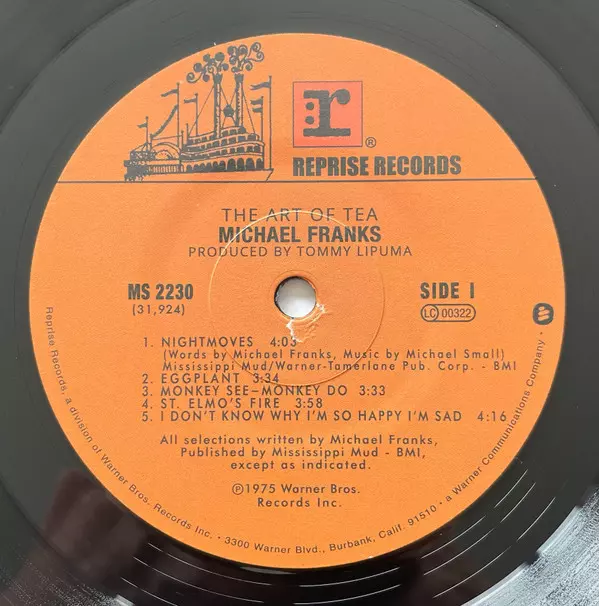 r
®
REPRISE RECORDS
THE ART OF TEA
MICHAEL FRANKS
PRODUCED BY TOMMY LIPUMA
MS 2230
(31,924)
SIDE 1
LC 00322
1. NIGHTMOVES 4:03
(Words by Michael Franks, Music by Michael Small)
Mississippi Mud/Warner-Tamerlane Pub. Corp. - BMI
2. EGGPLANT 3:34
3. MONKEY SEE–MONKEY DO 3:33
4. ST. ELMO'S FIRE 3:58
5. I DON'T KNOW WHY I'M SO HAPPY I'M SAD 4:16
All selections written by Michael Franks,
Published by Mississippi Mud - BMI,
except as indicated.
℗1975 Warner Bros.
Records Inc.
Reprise Records, a division of Warner Bros. Records Inc. • 3300 Warner Blvd., Burbank, Calif. 91510 • a Warner Communications Company •